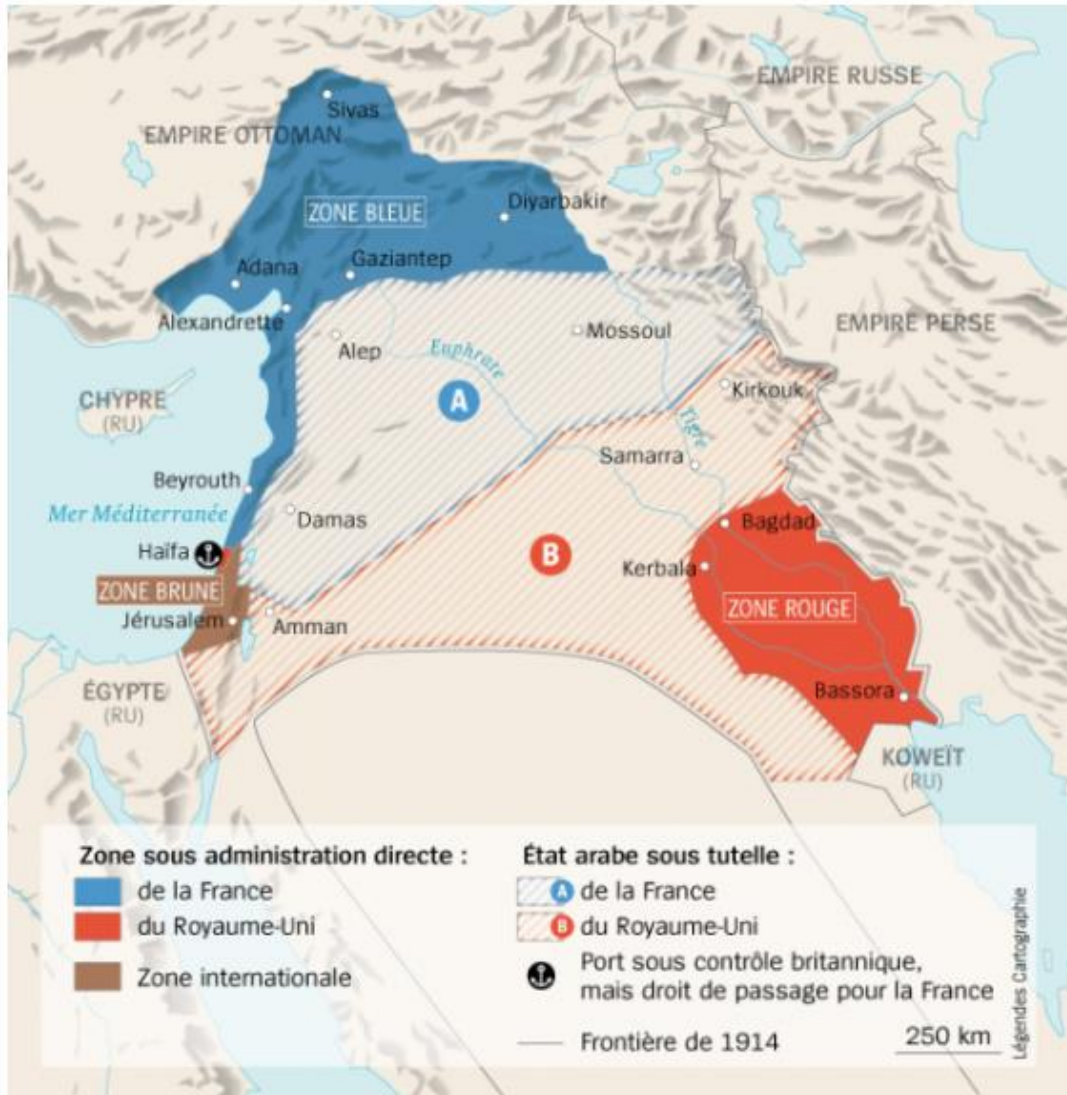 EMPIRE RUSSE
Sivas
EMPIRE OTTOMAN
ZONE BLEUE
Diyarbakir
Gaziantep
Adana
Alexandrette
Mossoul
EMPIRE PERSE
Alep
Euphrate
CHYPRE
(RU)
A
Kirkouk
Tigre
Samarra
Beyrouth
Mer Méditerranée
Damas
Bagdad
Haïfa
B
Kerbala
ZONE BRUNE
ZONE ROUGE
Jérusalem
Amman
ÉGYPTE
(RU)
Bassora
KOWEÏT
(RU)
Zone sous administration directe :
de la France
du Royaume-Uni
Zone internationale
État arabe sous tutelle :
A de la France
B du Royaume-Uni
Port sous contrôle britannique,
mais droit de passage pour la France
Frontière de 1914
250 km
Légendes Cartographie